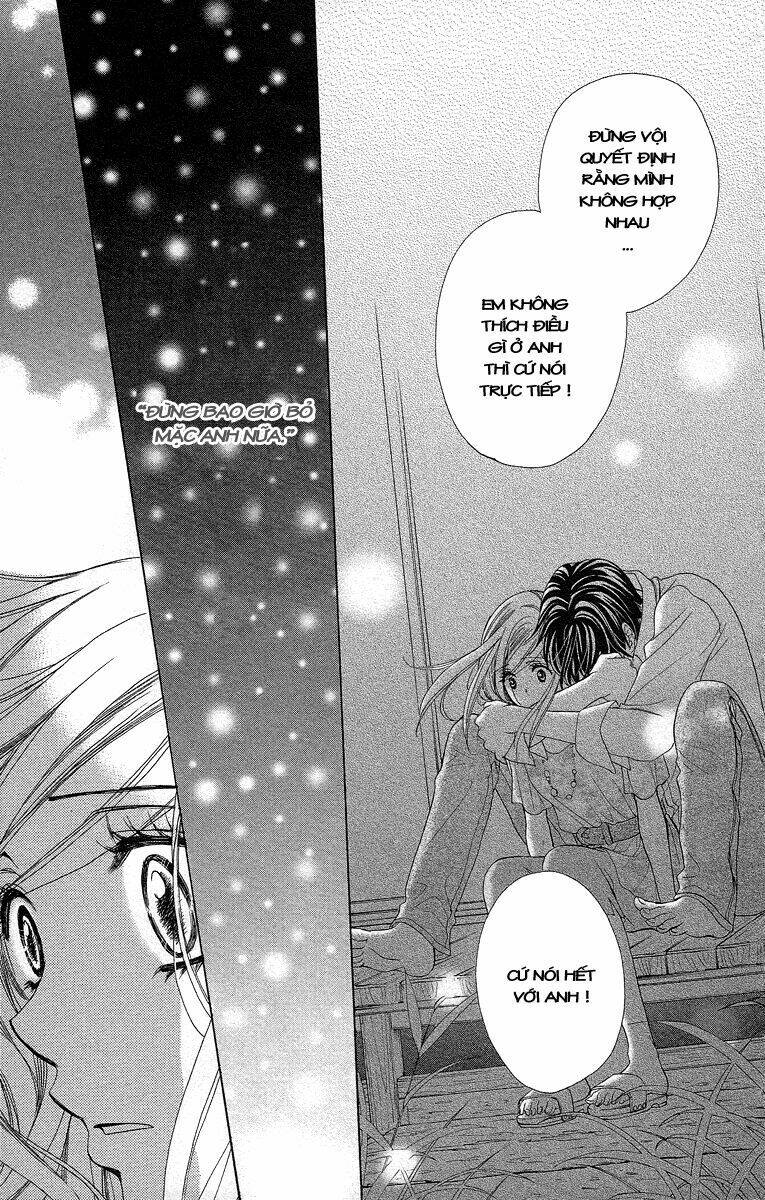 ĐỪNG VỘI
QUYẾT ĐỊNH
RẰNG MÌNH
KHÔNG HỢP
NHAU
...
EM KHÔNG
THÍCH ĐIỀU
GÌ Ở ANH
THÌ CỨ NÓI
TRỰC TIẾP !
CỨ NÓI HẾT
VỚI ANH !
"ĐỪNG BAO GIỜ BỎ
MẶC ANH NỮA."